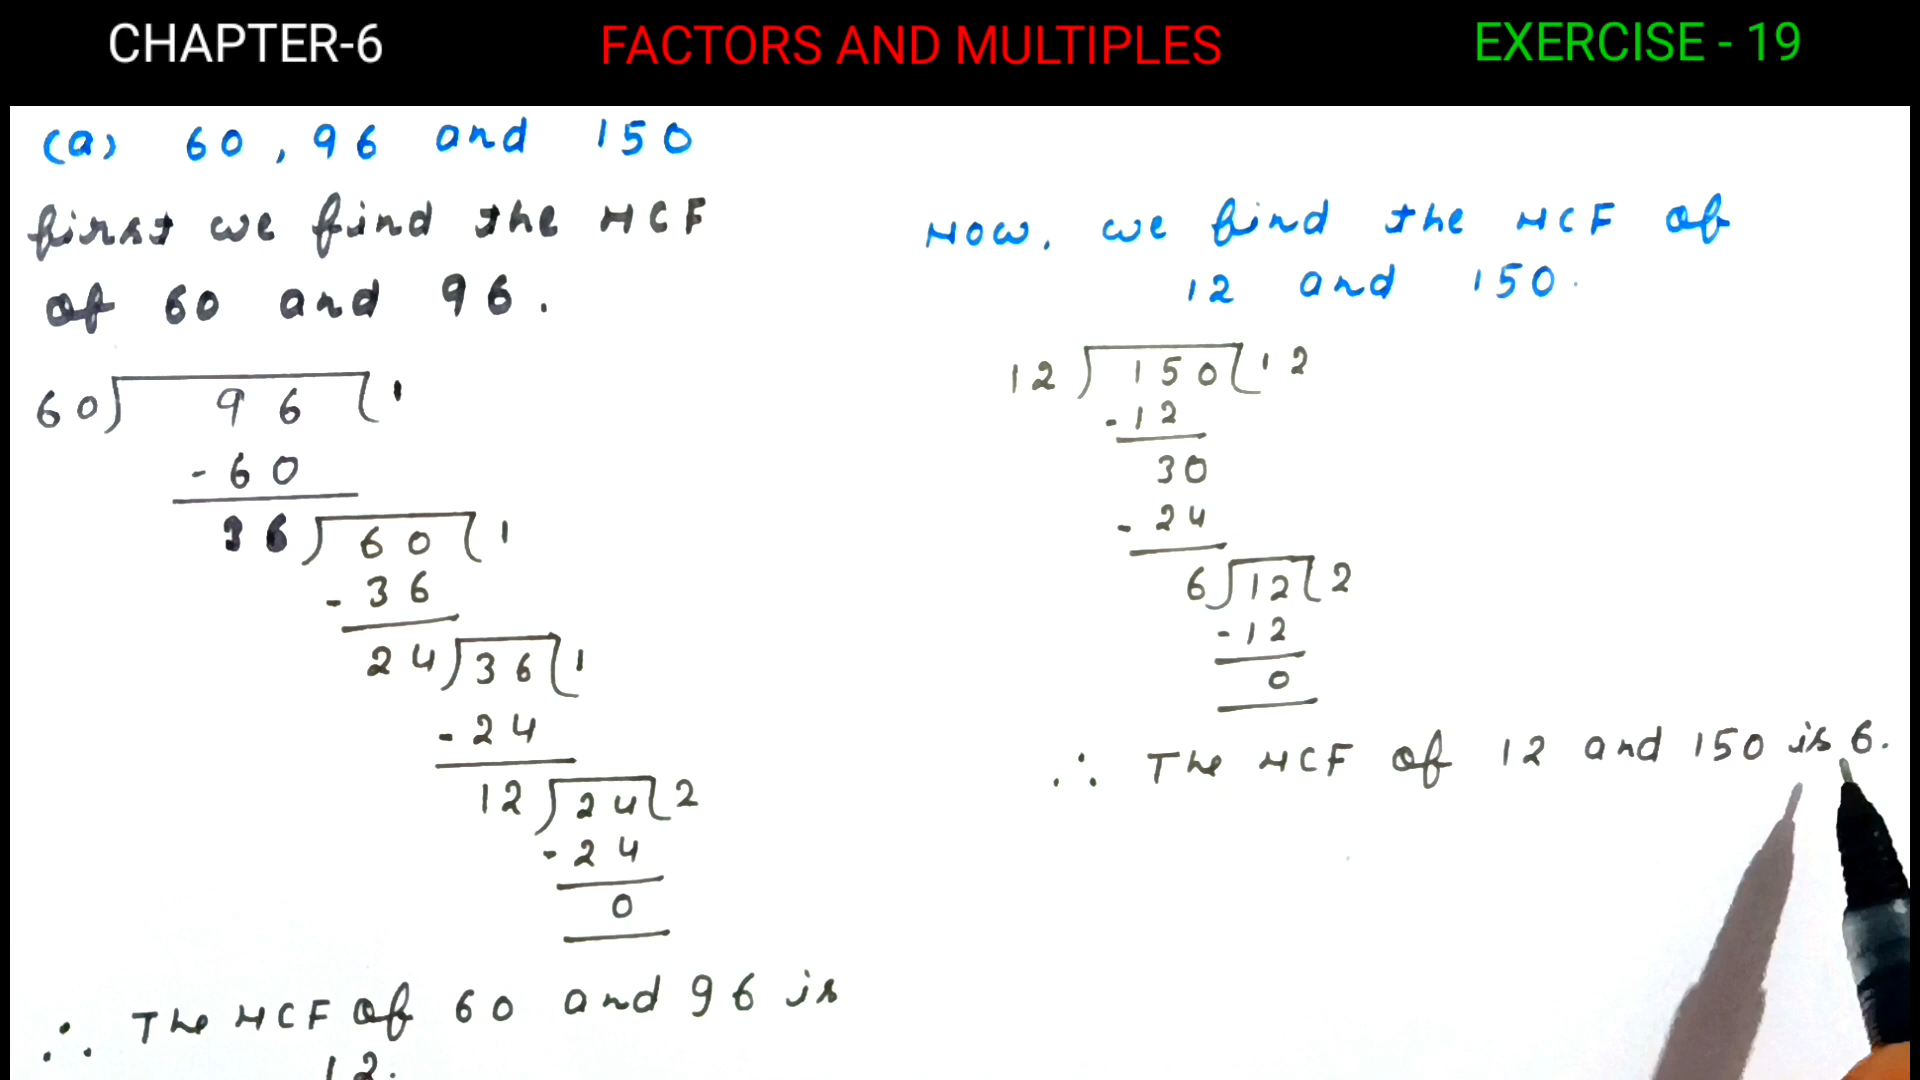 CHAPTER-6 FACTORS AND MULTIPLES EXERCISE - 19
(a) 60, 96 and 150
first we find the HCF
of 60 and 96.
60) 96 (1
- 60
36) 60 (1
- 36
24) 36 (1
- 24
12) 24 (2
- 24
0
∴ The HCF of 60 and 96 is
12.
Now, we find the HCF of
12 and 150.
12) 150 (12
- 12
30
- 24
6) 12 (2
- 12
0
∴ The HCF of 12 and 150 is 6.